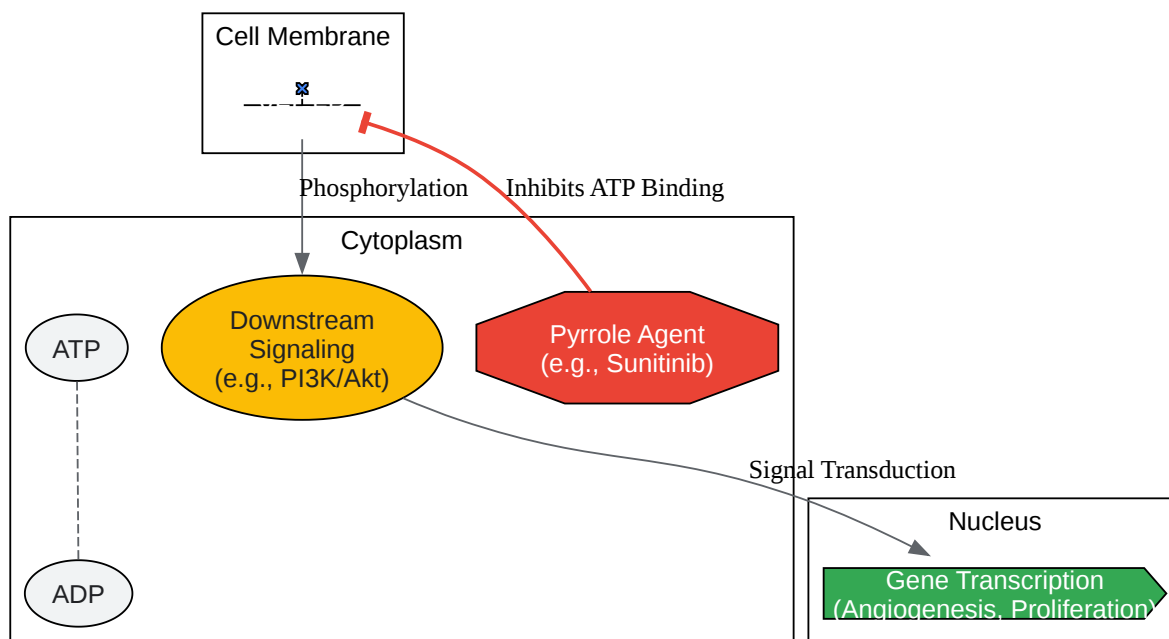 Cell Membrane
Phosphorylation
Inhibits ATP Binding
Cytoplasm
Downstream
Signaling
(e.g., PI3K/Akt)
Pyrrole Agent
(e.g., Sunitinib)
ATP
Signal Transduction
Nucleus
ADP
Gene Transcription
(Angiogenesis, Proliferation)